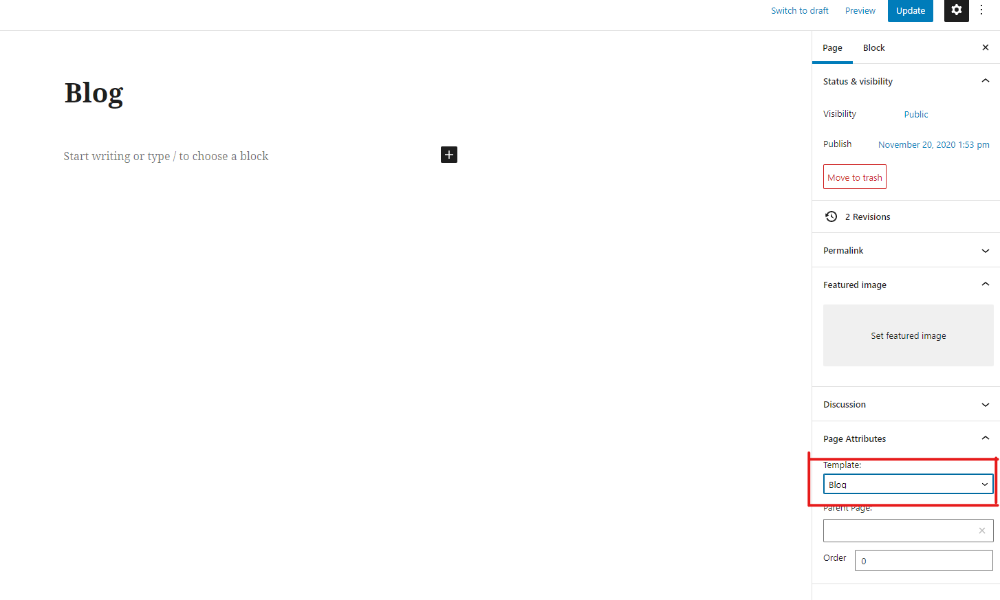 Switch to draft Preview Update
Page Block
Status & visibility
Blog
Visibility Public
Publish November 20, 2020 1:53 pm
Start writing or type / to choose a block
Move to trash
2 Revisions
Permalink
Featured image
Set featured image
Discussion
Page Attributes
Template:
Blog
Parent Page:
Order 0